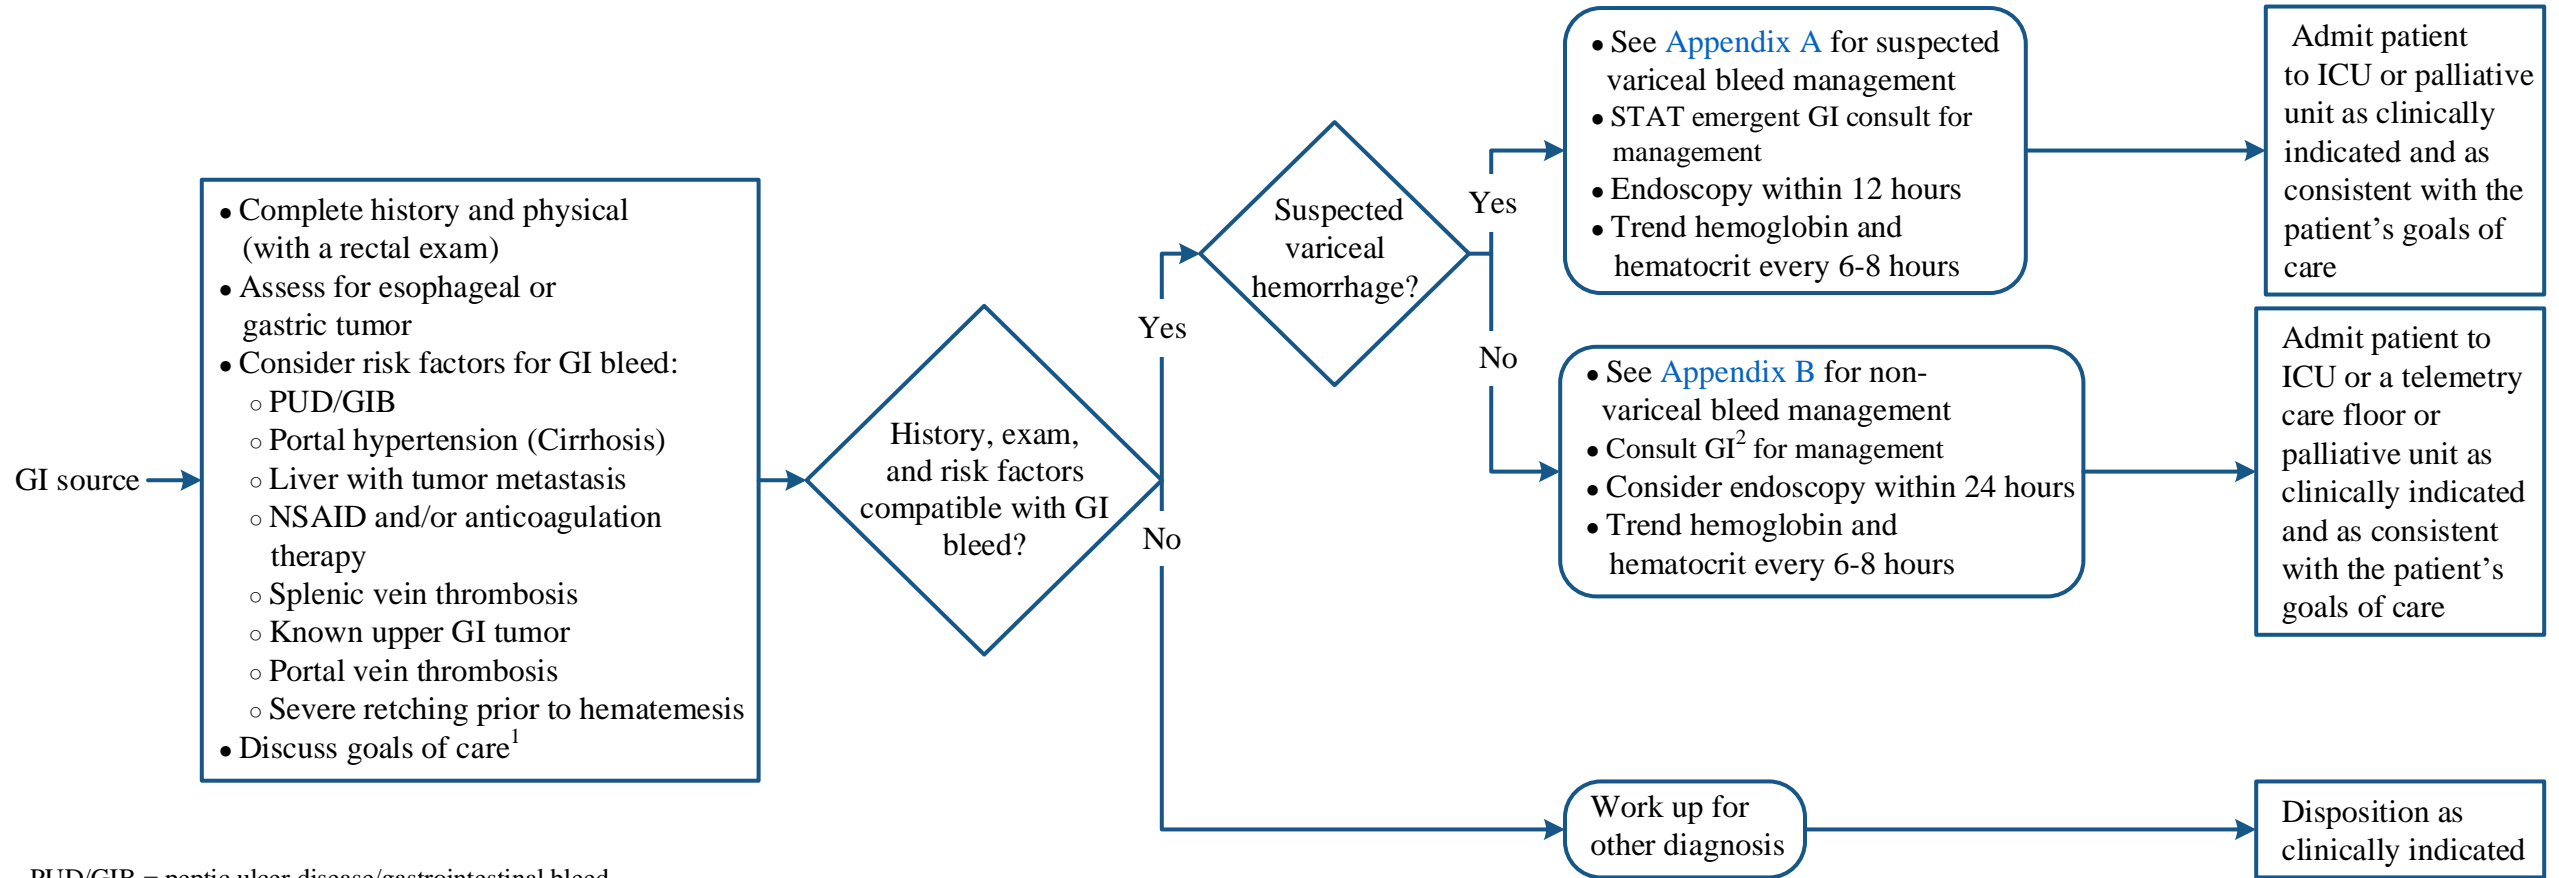 GI source
● Complete history and physical
(with a rectal exam)
● Assess for esophageal or
gastric tumor
● Consider risk factors for GI bleed:
○ PUD/GIB
○ Portal hypertension (Cirrhosis)
○ Liver with tumor metastasis
○ NSAID and/or anticoagulation
therapy
○ Splenic vein thrombosis
○ Known upper GI tumor
○ Portal vein thrombosis
○ Severe retching prior to hematemesis
● Discuss goals of care1
History, exam,
and risk factors
compatible with GI
bleed?
Yes
No
Suspected
variceal
hemorrhage?
Yes
No
● See Appendix A for suspected
variceal bleed management
● STAT emergent GI consult for
management
● Endoscopy within 12 hours
● Trend hemoglobin and
hematocrit every 6-8 hours
Admit patient
to ICU or palliative
unit as clinically
indicated and as
consistent with the
patient's goals of
care
● See Appendix B for non-
variceal bleed management
● Consult GI2 for management
● Consider endoscopy within 24 hours
● Trend hemoglobin and
hematocrit every 6-8 hours
Admit patient to
ICU or a telemetry
care floor or
palliative unit as
clinically indicated
and as consistent
with the patient's
goals of care
Work up for
other diagnosis
Disposition as
clinically indicated
PUD/GIB = peptic ulcer disease/gastrointestinal bleed